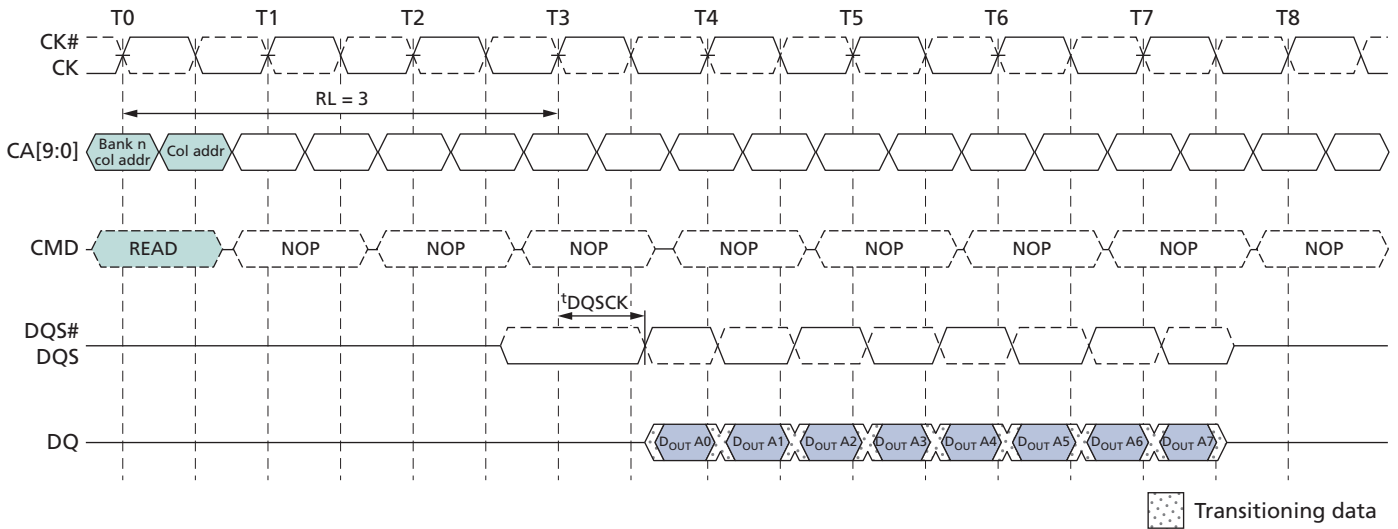 T0 T1 T2 T3 T4 T5 T6 T7 T8
CK#
CK
RL = 3
CA[9:0] Bank n col addr Col addr
CMD READ NOP NOP NOP NOP NOP NOP NOP NOP
tDQSCK
DQS#
DQS
DQ DOUT A0 DOUT A1 DOUT A2 DOUT A3 DOUT A4 DOUT A5 DOUT A6 DOUT A7
Transitioning data